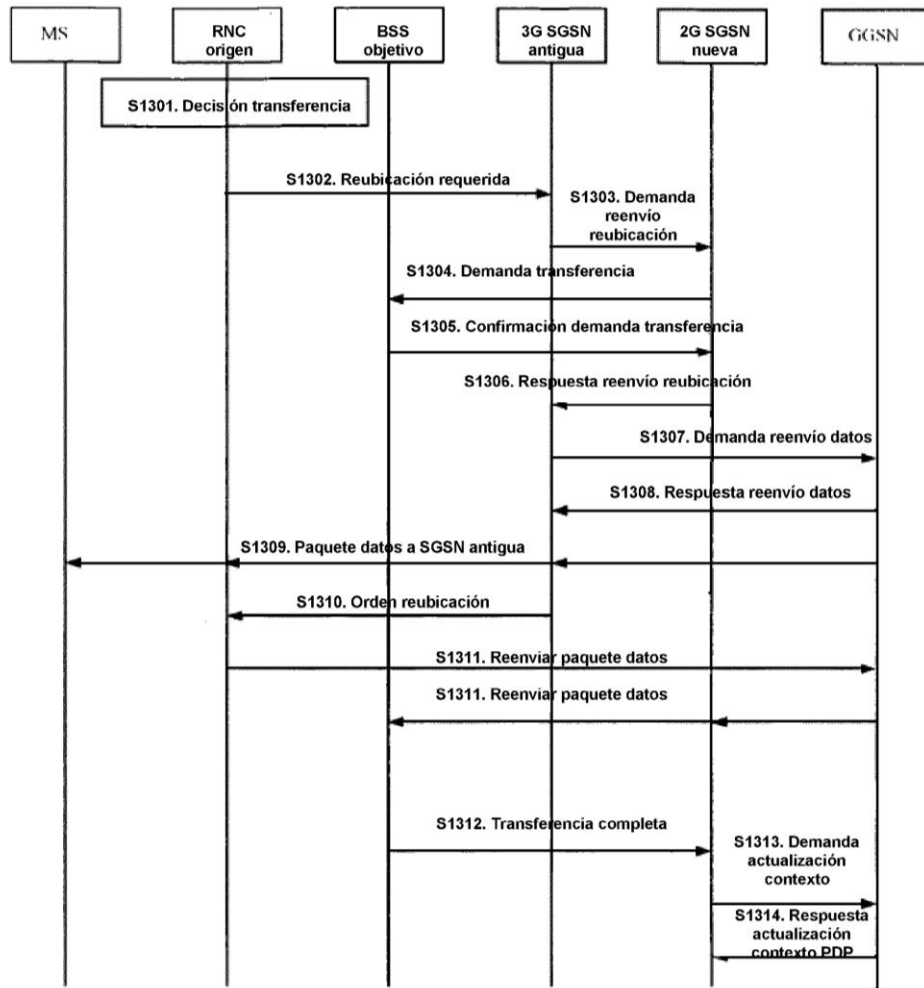 MS
RNC
origen
BSS
objetivo
3G SGSN
antigua
2G SGSN
nueva
GGSN
S1301. Decisión transferencia
S1302. Reubicación requerida
S1303. Demanda
reenvío
reubicación
S1304. Demanda transferencia
S1305. Confirmación demanda transferencia
S1306. Respuesta reenvío reubicación
S1307. Demanda reenvío datos
S1308. Respuesta reenvío datos
S1309. Paquete datos a SGSN antigua
S1310. Orden reubicación
S1311. Reenviar paquete datos
S1311. Reenviar paquete datos
S1312. Transferencia completa
S1313. Demanda
actualización
contexto
S1314. Respuesta
actualización
contexto PDP